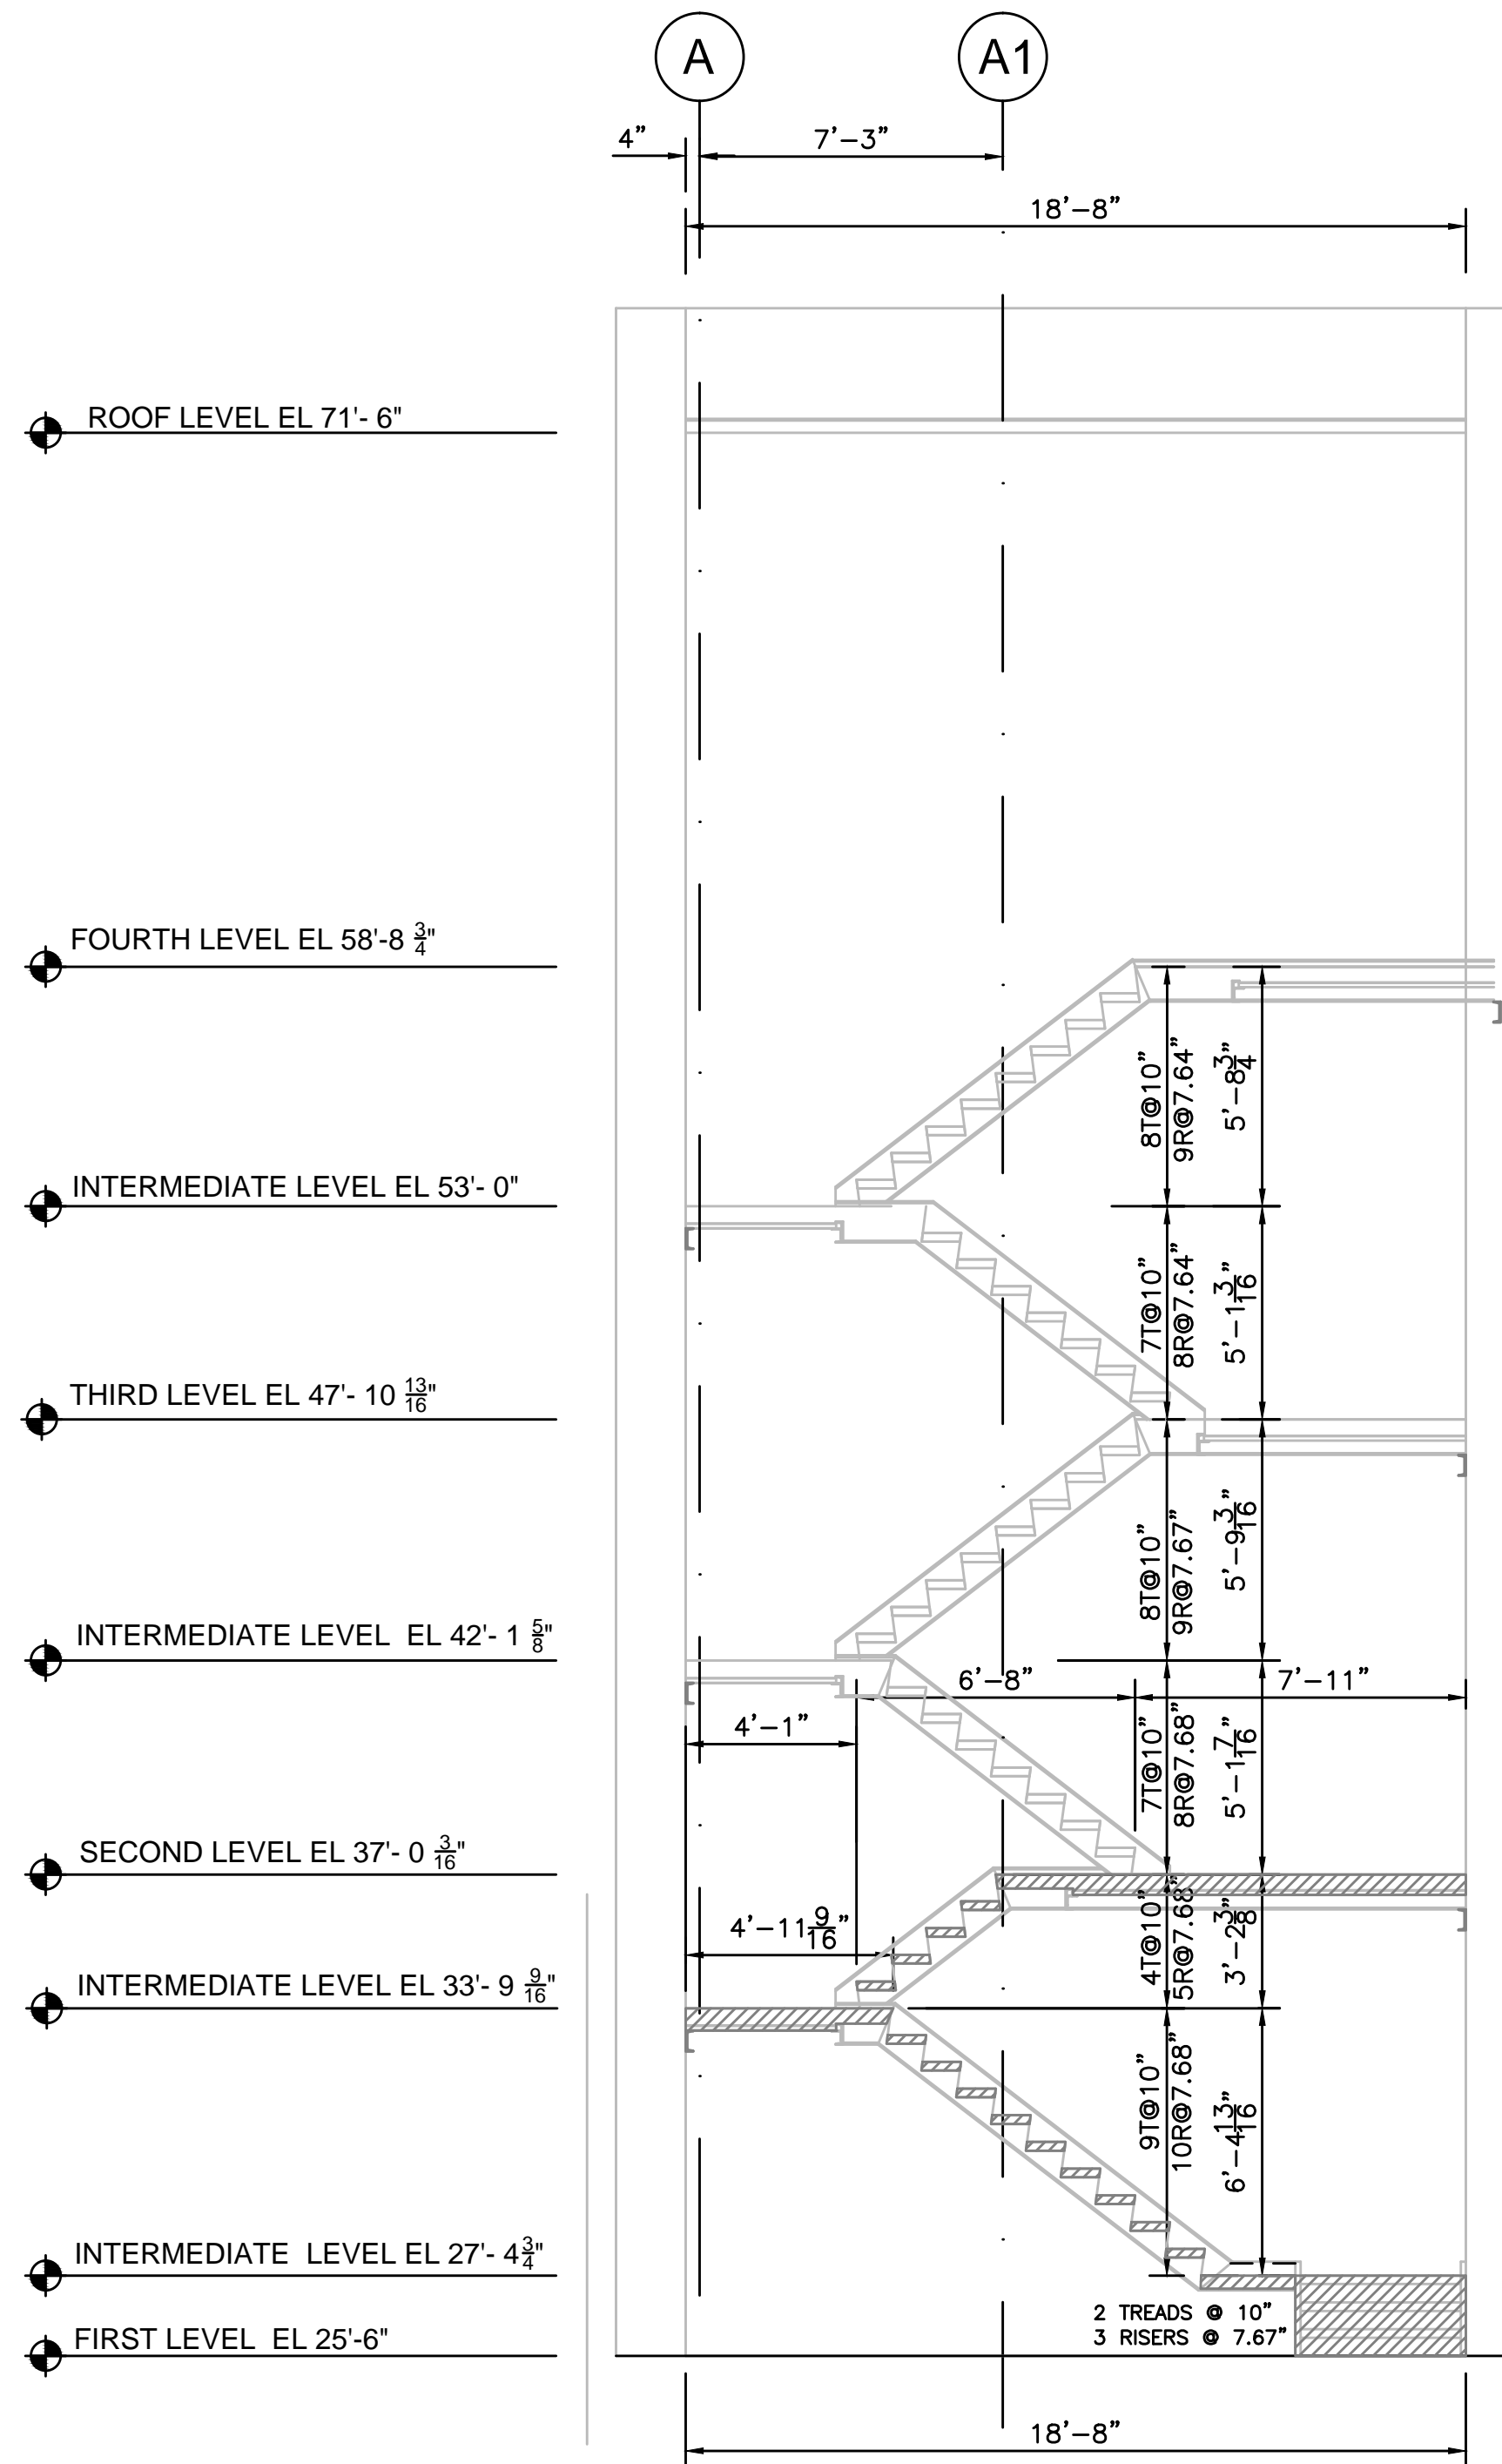 A A1
4” 7’–3”
18’–8”
ROOF LEVEL EL 71'- 6"
FOURTH LEVEL EL 58'-8 3/4"
8T@10”
9R@7.64”
5’–8 3/4”
INTERMEDIATE LEVEL EL 53'- 0"
7T@10”
8R@7.64”
5’–1 3/16”
THIRD LEVEL EL 47'- 10 13/16"
8T@10”
9R@7.67”
5’–9 3/16”
INTERMEDIATE LEVEL EL 42'- 1 5/8"
6’–8” 7’–11”
4’–1”
7T@10”
8R@7.68”
5’–1 7/16”
SECOND LEVEL EL 37'- 0 3/16"
4’–11 9/16”
4T@10”
5R@7.68”
3’–2 3/8”
INTERMEDIATE LEVEL EL 33'- 9 9/16"
9T@10”
10R@7.68”
6’–4 13/16”
INTERMEDIATE LEVEL EL 27'- 4 3/4"
2 TREADS @ 10”
3 RISERS @ 7.67”
FIRST LEVEL EL 25'-6"
18’–8”